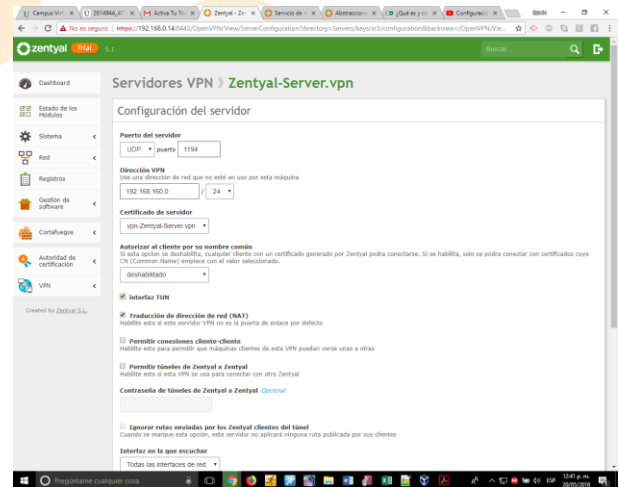 Campus Virt
Activa Tu Tri
Zentyal - Zen
Servicio de
Abstraccion
¿Qué es y c
Configuraci
No es seguro
https://192.168.0.14:8443/OpenVPN/View/ServerConfiguration?directory=Servers/keys/srv3/configuration&backview=/OpenVPN/Vie...
zentyal Trial 5.1
Buscar
Dashboard
Estado de los
Módulos
Sistema
Red
Registros
Gestión de
software
Cortafuegos
Autoridad de
certificación
VPN
Created by Zentyal S.L.
Servidores VPN Zentyal-Server.vpn
Configuración del servidor
Puerto del servidor
UDP puerto 1194
Dirección VPN
Use una dirección de red que no esté en uso por esta máquina
192.168.160.0 / 24
Certificado de servidor
vpn-Zentyal-Server.vpn
Autorizar al cliente por su nombre común
Si esta opcion se deshabilita, cualquier cliente con un certificado generado por Zentyal podra conectarse. Si se habilita, solo se podra conectar con certificados cuyo
CN (Common Name) empiece con el valor seleccionado.
deshabilitado
interfaz TUN
Traducción de dirección de red (NAT)
Habilite esto si este servidor VPN no es la puerta de enlace por defecto
Permitir conexiones cliente-cliente
Habilite esto para permitir que máquinas clientes de esta VPN puedan verse unas a otras
Permitir túneles de Zentyal a Zentyal
Habilite esto si esta VPN se usa para conectar con otro Zentyal
Contraseña de túneles de Zentyal a Zentyal Opcional
Ignorar rutas enviadas por los Zentyal clientes del túnel
Cuando se marque esta opción, este servidor no aplicará ninguna ruta publicada por sus clientes
Interfaz en la que escuchar
Todas las interfaces de red
Pregúntame cualquier cosa
ESP
12:41 p. m.
20/05/2018